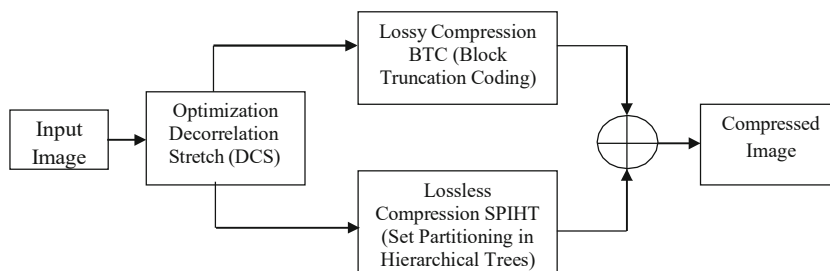 Input
Image
Optimization
Decorrelation
Stretch (DCS)
Lossy Compression
BTC (Block
Truncation Coding)
Lossless
Compression SPIHT
(Set Partitioning in
Hierarchical Trees)
Compressed
Image